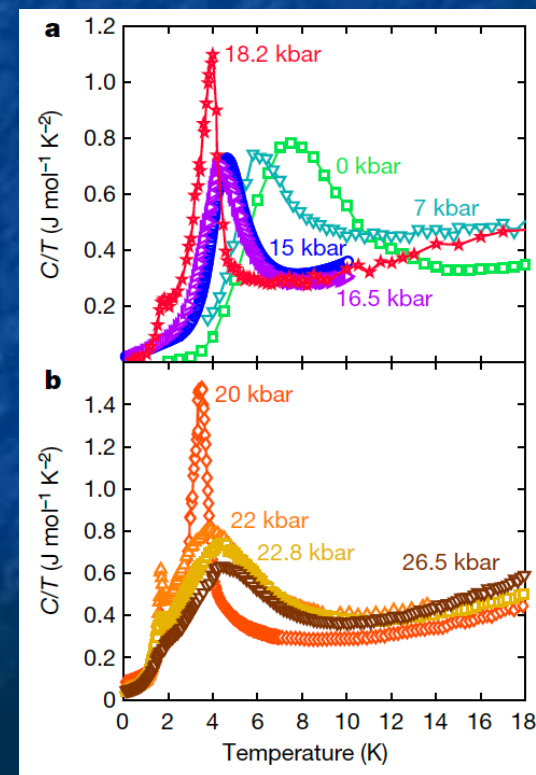 a
1.2
1.0
0.8
0.6
0.4
0.2
C/T (J mol⁻¹ K⁻²)
18.2 kbar
0 kbar
7 kbar
15 kbar
16.5 kbar
b
1.4
1.2
1.0
0.8
0.6
0.4
0.2
0
C/T (J mol⁻¹ K⁻²)
20 kbar
22 kbar
22.8 kbar
26.5 kbar
0 2 4 6 8 10 12 14 16 18
Temperature (K)